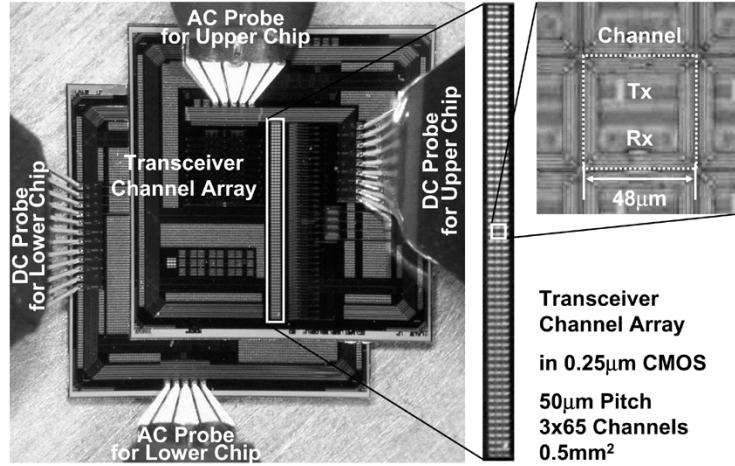 AC Probe
for Upper Chip
Transceiver
Channel Array
DC Probe
for Upper Chip
DC Probe
for Lower Chip
AC Probe
for Lower Chip
Channel
Tx
Rx
48μm
Transceiver
Channel Array
in 0.25μm CMOS
50μm Pitch
3x65 Channels
0.5mm²